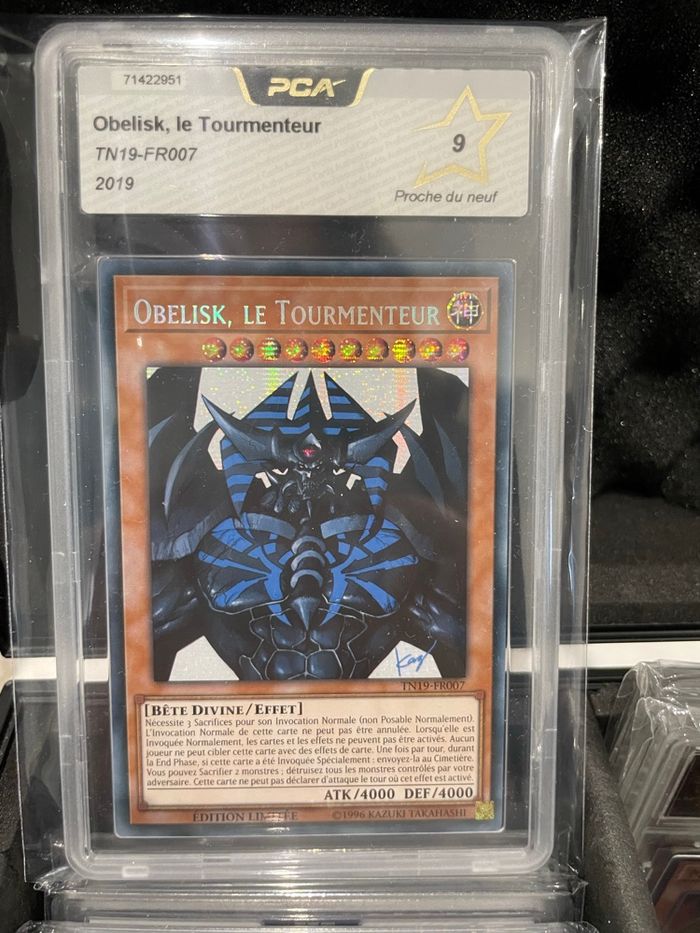 71422951
PCA
Obelisk, le Tourmenteur
TN19-FR007
2019
9
Proche du neuf
OBELISK, LE TOURMENTEUR
神
Kazy
TN19-FR007
[BÊTE DIVINE/EFFET]
Nécessite 3 Sacrifices pour son Invocation Normale (non Posable Normalement).
L'Invocation Normale de cette carte ne peut pas être annulée. Lorsqu'elle est
Invoquée Normalement, les cartes et les effets ne peuvent pas être activés. Aucun
joueur ne peut cibler cette carte avec des effets de carte. Une fois par tour, durant
la End Phase, si cette carte a été Invoquée Spécialement : envoyez-la au Cimetière.
Vous pouvez Sacrifier 2 monstres ; détruisez tous les monstres contrôlés par votre
adversaire. Cette carte ne peut pas déclarer d'attaque le tour où cet effet est activé.
ATK/4000 DEF/4000
ÉDITION LIMITÉE
©1996 KAZUKI TAKAHASHI